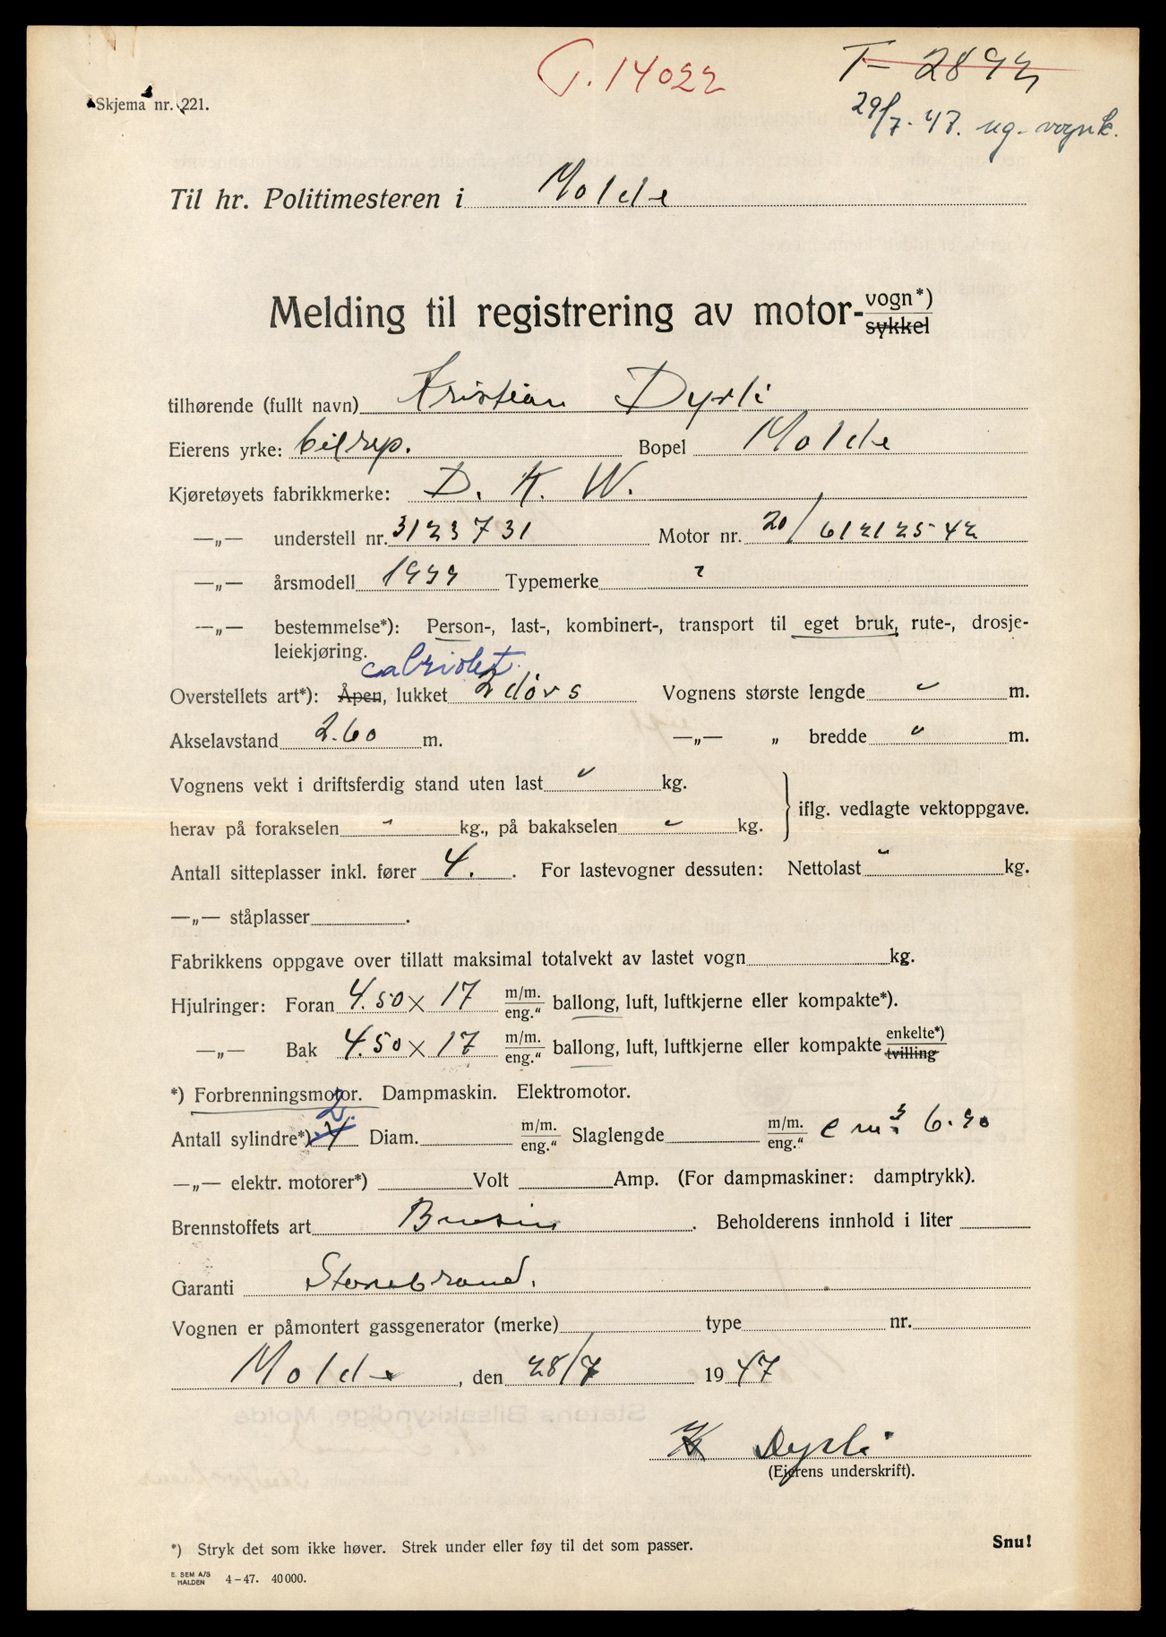 T. 14022
T- 2892
Skjema nr. 221.
29/7-47. ug. vognk.
Til hr. Politimesteren i Molde
Melding til registrering av motor-vogn*)
sykkel
tilhørende (fullt navn) Kristian Dyrli
Eierens yrke: bilrep. Bopel Molde
Kjøretøyets fabrikkmerke: D. K. W.
—„— understell nr. 3123731 Motor nr. 20/61212542
—„— årsmodell 1939 Typemerke ?
—„— bestemmelse*): Person-, last-, kombinert-, transport til eget bruk, rute-, drosje-
leiekjøring.
cabriolet.
Overstellets art*): Åpen, lukket 2 dørs Vognens største lengde m.
Akselavstand 2.60 m. —„— „ bredde m.
Vognens vekt i driftsferdig stand uten last kg.
herav på forakselen kg., på bakakselen kg. iflg. vedlagte vektoppgave.
Antall sitteplasser inkl. fører 4. . For lastevogner dessuten: Nettolast kg.
—„— ståplasser .
Fabrikkens oppgave over tillatt maksimal totalvekt av lastet vogn kg.
Hjulringer: Foran 4.50 x 17 m/m. eng." ballong, luft, luftkjerne eller kompakte*).
—„— Bak 4.50 x 17 m/m. eng." ballong, luft, luftkjerne eller kompakte enkelte*) tvilling
*) Forbrenningsmotor. Dampmaskin. Elektromotor.
2.
Antall sylindre*) 4 Diam. m/m. eng." Slaglengde m/m. eng." cm³: 690
—„— elektr. motorer*) Volt Amp. (For dampmaskiner: damptrykk).
Brennstoffets art Bensin . Beholderens innhold i liter
Garanti Storebrand.
Vognen er påmontert gassgenerator (merke) type nr.
Molde, den 28/7 1947
K Dyrli
(Eierens underskrift).
*) Stryk det som ikke høver. Strek under eller føy til det som passer.
Snu!
E. SEM A/S
HALDEN 4-47. 40000.